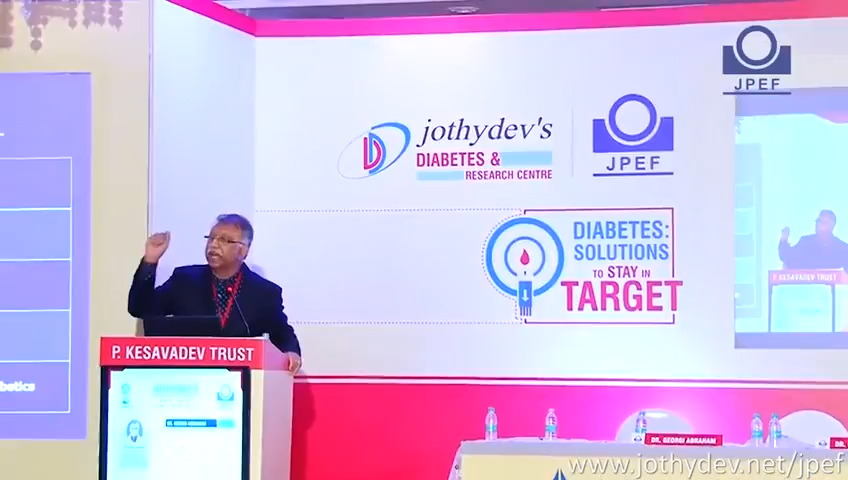 JPEF
jothydev's
DIABETES &
RESEARCH CENTRE
JPEF
DIABETES:
SOLUTIONS
TO STAY IN
TARGET
P. KESAVADEV TRUST
P. KESAVADEV TRUST
DR. GEORGI ABRAHAM
DR.
www.jothydev.net/jpef